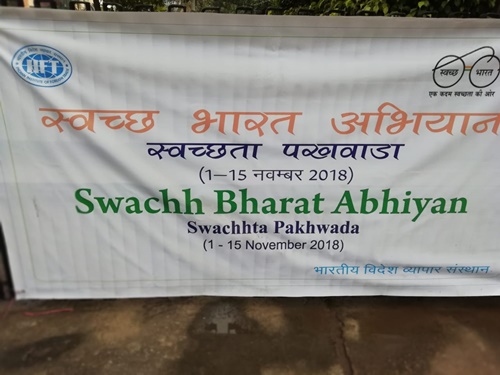 IIFT
स्वच्छ भारत
एक कदम स्वच्छता की ओर
स्वच्छ भारत अभियान
स्वच्छता पखवाडा
(1—15 नवम्बर 2018)
Swachh Bharat Abhiyan
Swachhta Pakhwada
(1 - 15 November 2018)
भारतीय विदेश व्यापार संस्थान